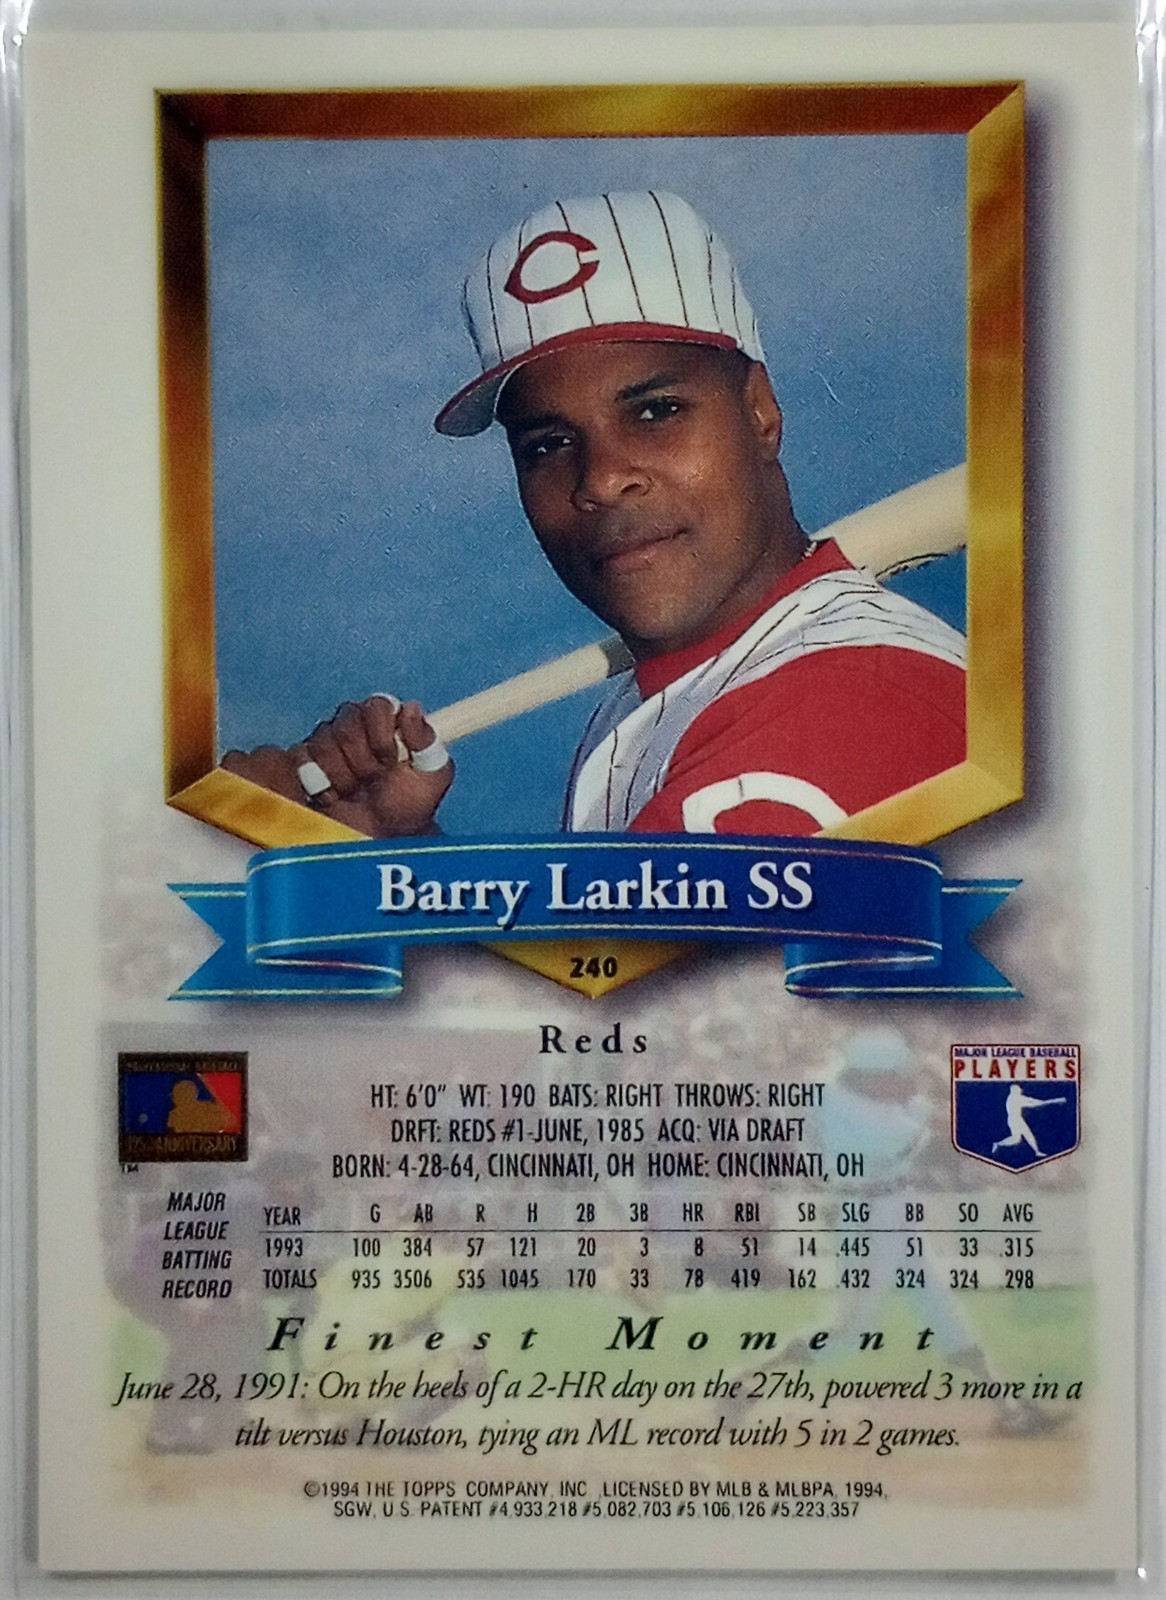 C
Barry Larkin SS
240
Reds
PROFESSIONAL BASEBALL
125th ANNIVERSARY
TM
MAJOR LEAGUE BASEBALL
PLAYERS
HT: 6'0" WT: 190 BATS: RIGHT THROWS: RIGHT
DRFT: REDS #1-JUNE, 1985 ACQ: VIA DRAFT
BORN: 4-28-64, CINCINNATI, OH HOME: CINCINNATI, OH
MAJOR LEAGUE BATTING RECORD
YEAR G AB R H 2B 3B HR RBI SB SLG BB SO AVG
1993 100 384 57 121 20 3 8 51 14 .445 51 33 .315
TOTALS 935 3506 535 1045 170 33 78 419 162 .432 324 324 .298
Finest Moment
June 28, 1991: On the heels of a 2-HR day on the 27th, powered 3 more in a
tilt versus Houston, tying an ML record with 5 in 2 games.
©1994 THE TOPPS COMPANY, INC. LICENSED BY MLB & MLBPA, 1994,
SGW, U.S. PATENT #4,933,218 #5,082,703 #5,106,126 #5,223,357